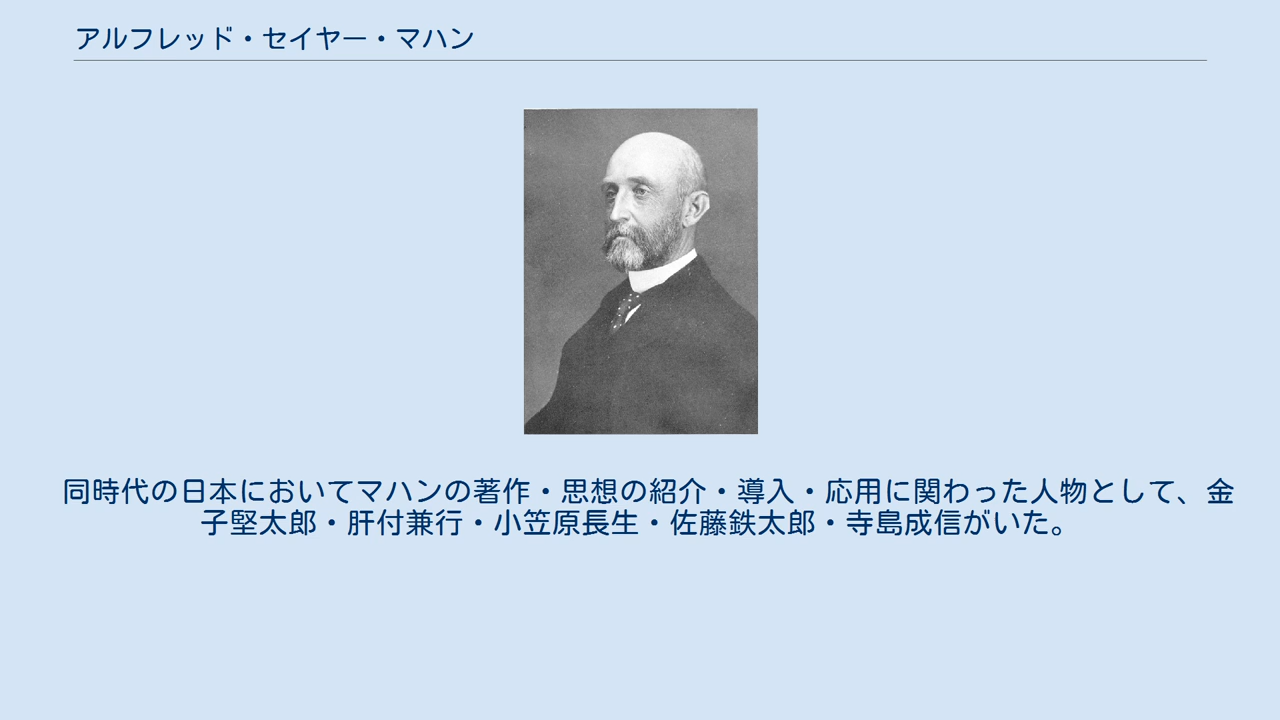 アルフレッド・セイヤー・マハン
同時代の日本においてマハンの著作・思想の紹介・導入・応用に関わった人物として、金
子堅太郎・肝付兼行・小笠原長生・佐藤鉄太郎・寺島成信がいた。